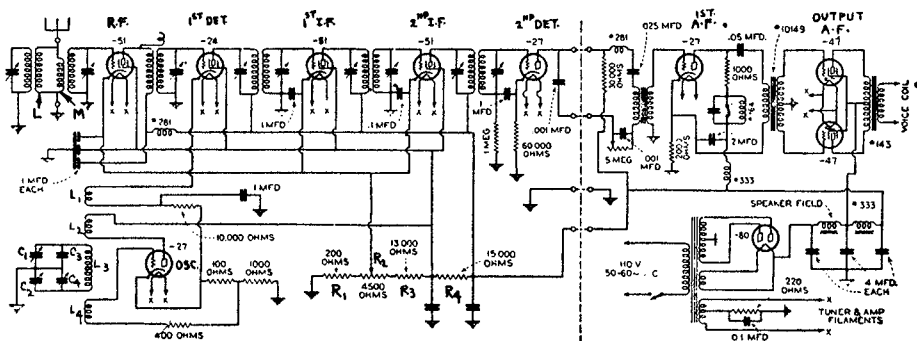 R.F.
1ST DET.
1ST I.F.
2ND I.F.
2ND DET.
1ST. A.F.
OUTPUT A.F.
-51
-24
-51
-51
-27
*281
.025 MFD
-27
.05 MFD.
*10149
-47
L
M
X X
X X
X X
X X
X X
30,000 OHMS
1000 OHMS
*64
X
X
VOICE COIL
*281
.1 MFD
.1 MFD
MFD
.001 MFD
1 MEG
60,000 OHMS
.5 MEG
.001 MFD
2000 OHMS
.2 MFD
-47
*143
.1 MFD EACH
L1
.1 MFD
*333
10,000 OHMS
SPEAKER FIELD
*333
L2
C1
C3
C2
C4
L3
-27
OSC.
X X
100 OHMS
1000 OHMS
200 OHMS
R2
13,000 OHMS
15,000 OHMS
R1
4500 OHMS
R3
R4
110 V
50-60~ C
-80
220 OHMS
4 MFD. EACH
L4
400 OHMS
0.1 MFD
X
TUNER & AMP FILAMENTS
X